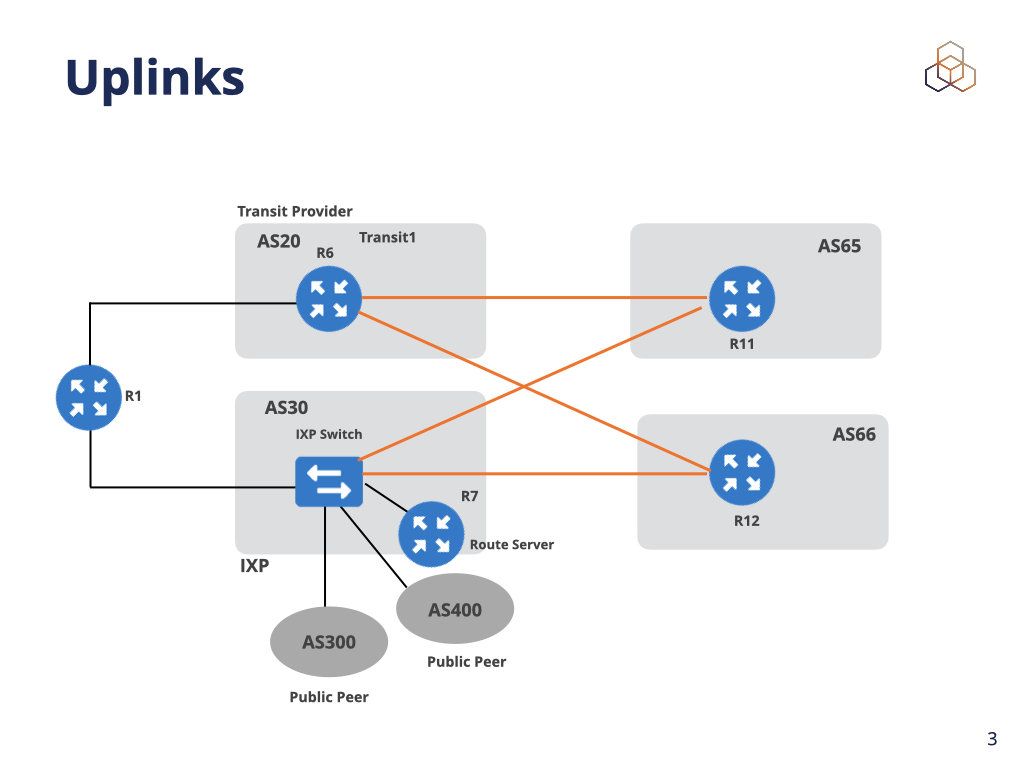 Uplinks
Transit Provider
AS20
Transit1
R6
AS65
R11
R1
AS30
IXP Switch
AS66
R7
R12
Route Server
IXP
AS400
AS300
Public Peer
Public Peer
3